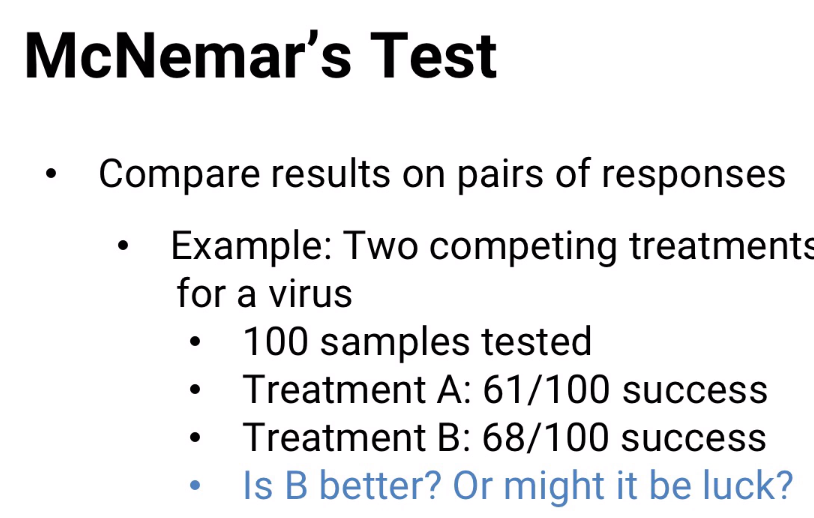 McNemar’s Test
• Compare results on pairs of responses
• Example: Two competing treatments
for a virus
• 100 samples tested
• Treatment A: 61/100 success
• Treatment B: 68/100 success
• Is B better? Or might it be luck?